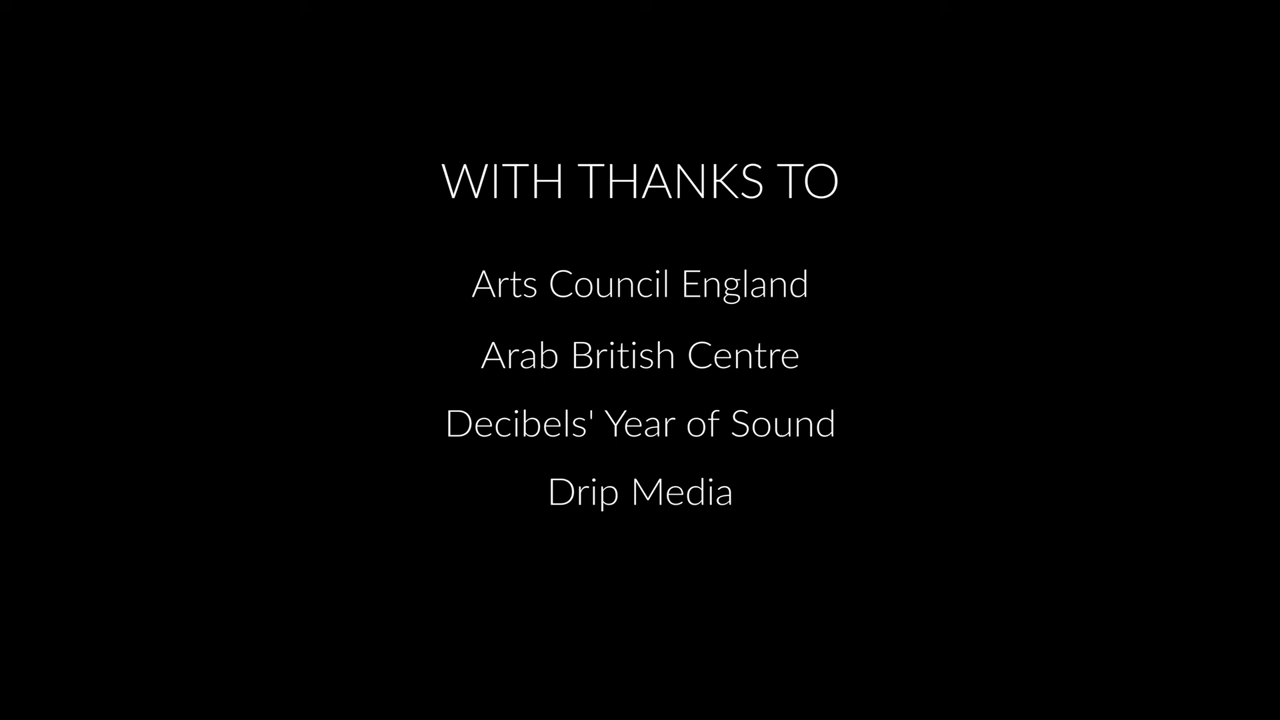 WITH THANKS TO
Arts Council England
Arab British Centre
Decibels' Year of Sound
Drip Media